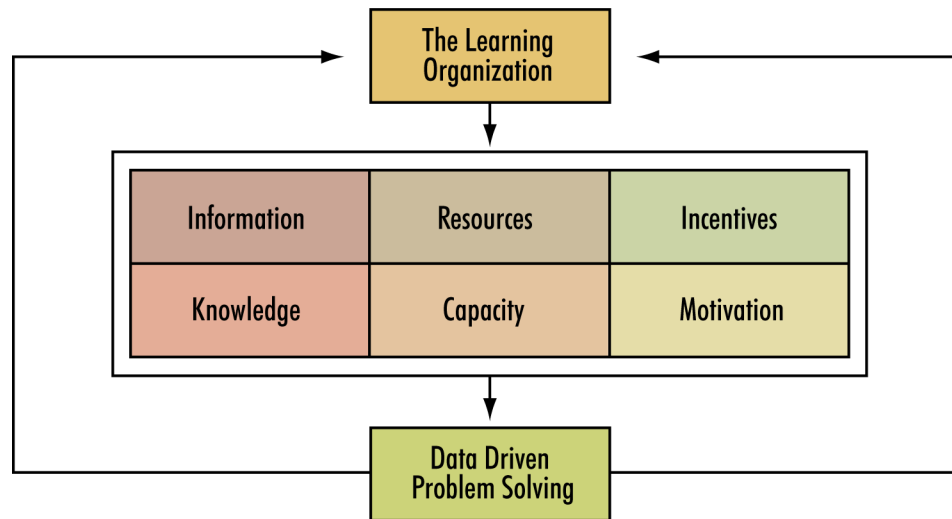 The Learning
Organization
Information
Resources
Incentives
Knowledge
Capacity
Motivation
Data Driven
Problem Solving